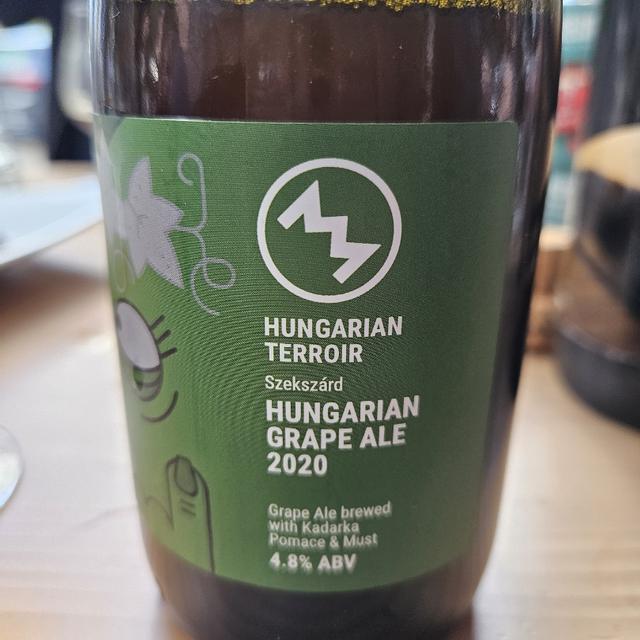 HUNGARIAN
TERROIR
Szekszárd
HUNGARIAN
GRAPE ALE
2020
Grape Ale brewed
with Kadarka
Pomace & Must
4.8% ABV